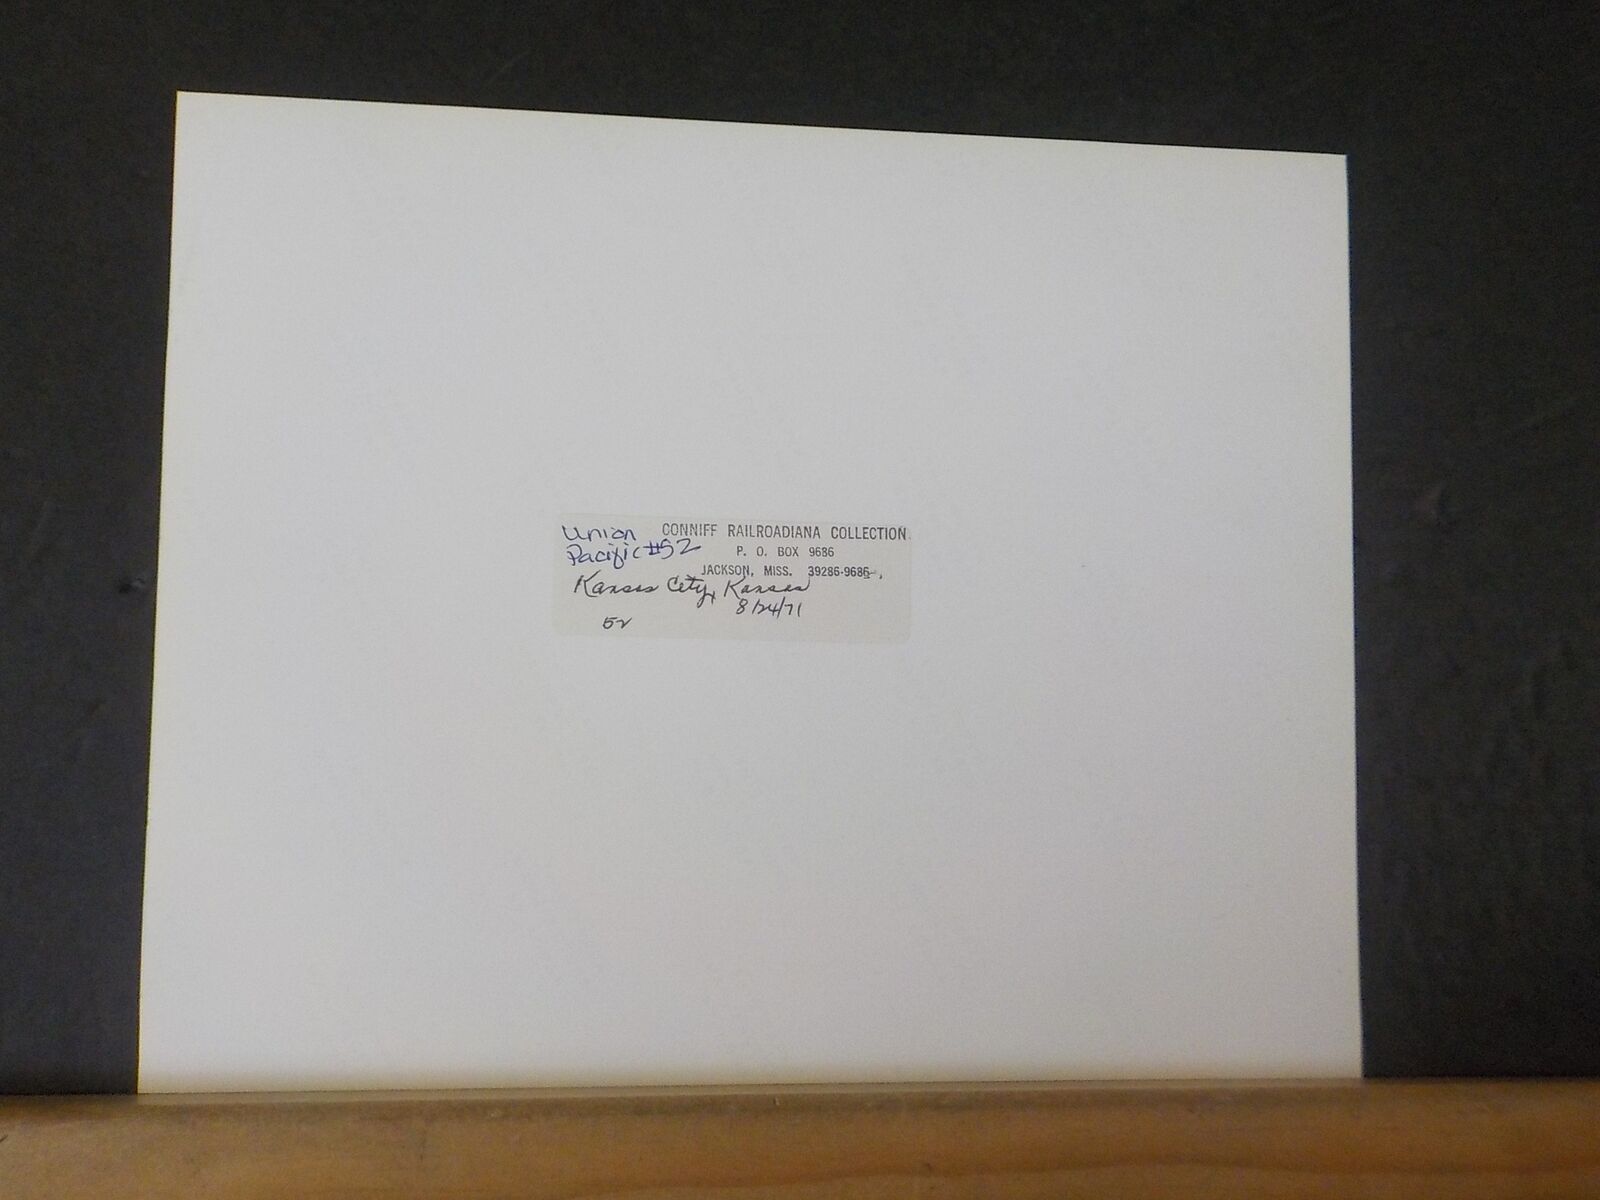 Union CONNIFF RAILROADIANA COLLECTION
Pacific #52 P. O. BOX 9686
JACKSON, MISS. 39286-9686
Kansas City, Kansas
8/24/71
52